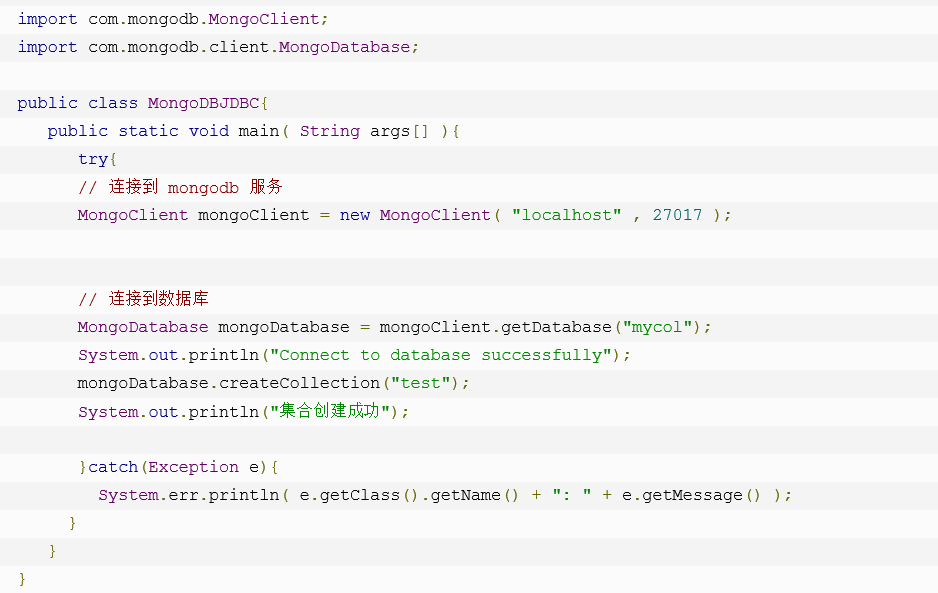 import com.mongodb.MongoClient;
import com.mongodb.client.MongoDatabase;
public class MongoDBJDBC{
public static void main( String args[] ){
try{
// 连接到 mongodb 服务
MongoClient mongoClient = new MongoClient( "localhost" , 27017 );
// 连接到数据库
MongoDatabase mongoDatabase = mongoClient.getDatabase("mycol");
System.out.println("Connect to database successfully");
mongoDatabase.createCollection("test");
System.out.println("集合创建成功");
}catch(Exception e){
System.err.println( e.getClass().getName() + ": " + e.getMessage() );
}
}
}